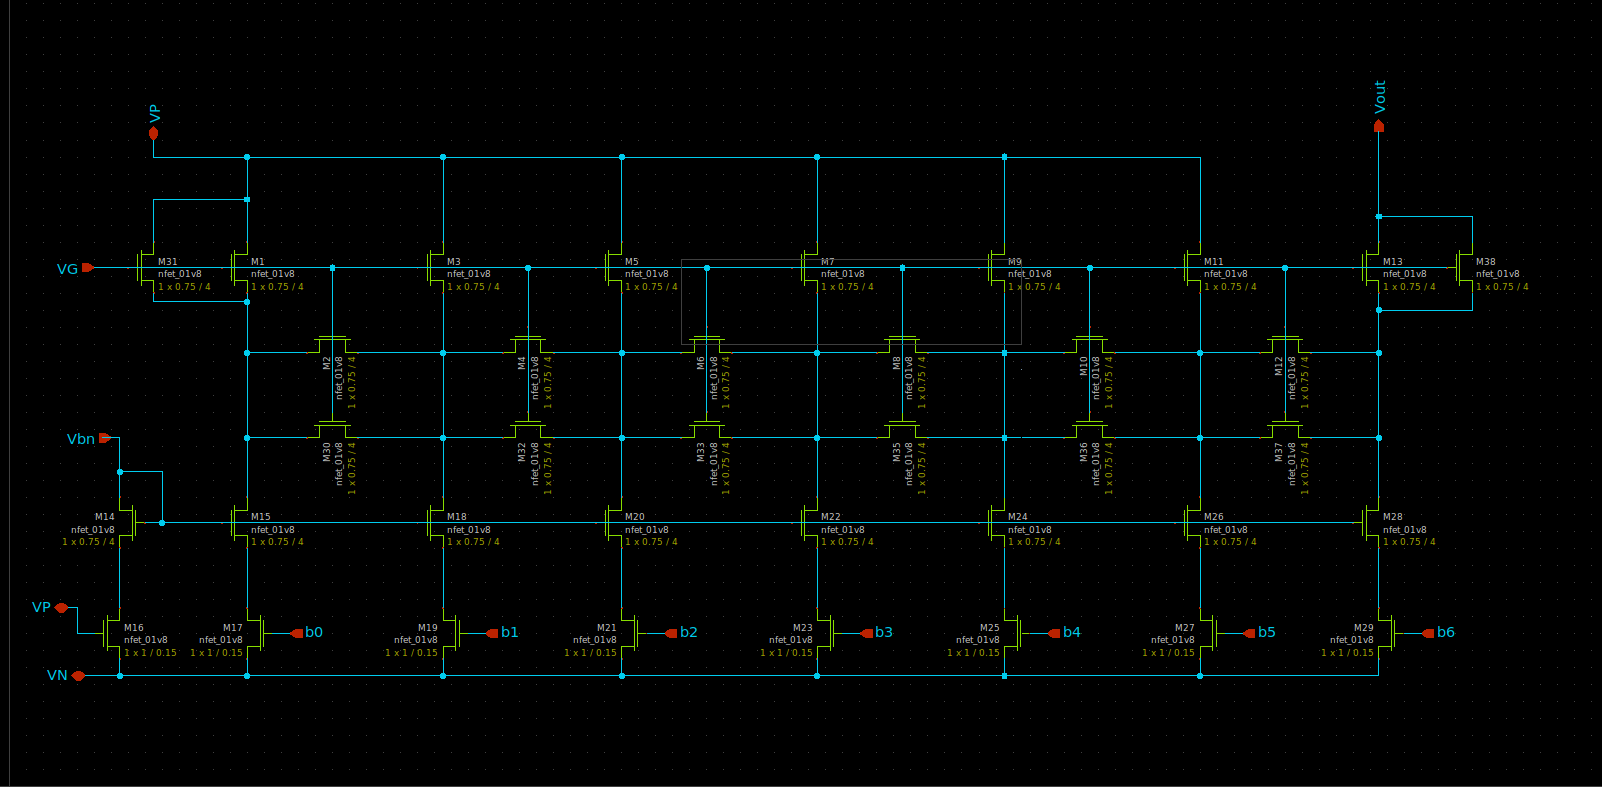 VP
Vout
VG
M31
nfet_01v8
1 x 0.75 / 4
M1
nfet_01v8
1 x 0.75 / 4
M3
nfet_01v8
1 x 0.75 / 4
M5
nfet_01v8
1 x 0.75 / 4
M7
nfet_01v8
1 x 0.75 / 4
M9
nfet_01v8
1 x 0.75 / 4
M11
nfet_01v8
1 x 0.75 / 4
M13
nfet_01v8
1 x 0.75 / 4
M38
nfet_01v8
1 x 0.75 / 4
M2
nfet_01v8
1 x 0.75 / 4
M4
nfet_01v8
1 x 0.75 / 4
M6
nfet_01v8
1 x 0.75 / 4
M8
nfet_01v8
1 x 0.75 / 4
M10
nfet_01v8
1 x 0.75 / 4
M12
nfet_01v8
1 x 0.75 / 4
Vbn
M30
nfet_01v8
1 x 0.75 / 4
M32
nfet_01v8
1 x 0.75 / 4
M33
nfet_01v8
1 x 0.75 / 4
M35
nfet_01v8
1 x 0.75 / 4
M36
nfet_01v8
1 x 0.75 / 4
M37
nfet_01v8
1 x 0.75 / 4
M14
nfet_01v8
1 x 0.75 / 4
M15
nfet_01v8
1 x 0.75 / 4
M18
nfet_01v8
1 x 0.75 / 4
M20
nfet_01v8
1 x 0.75 / 4
M22
nfet_01v8
1 x 0.75 / 4
M24
nfet_01v8
1 x 0.75 / 4
M26
nfet_01v8
1 x 0.75 / 4
M28
nfet_01v8
1 x 0.75 / 4
VP
M16
nfet_01v8
1 x 1 / 0.15
M17
nfet_01v8
1 x 1 / 0.15
b0
M19
nfet_01v8
1 x 1 / 0.15
b1
M21
nfet_01v8
1 x 1 / 0.15
b2
M23
nfet_01v8
1 x 1 / 0.15
b3
M25
nfet_01v8
1 x 1 / 0.15
b4
M27
nfet_01v8
1 x 1 / 0.15
b5
M29
nfet_01v8
1 x 1 / 0.15
b6
VN